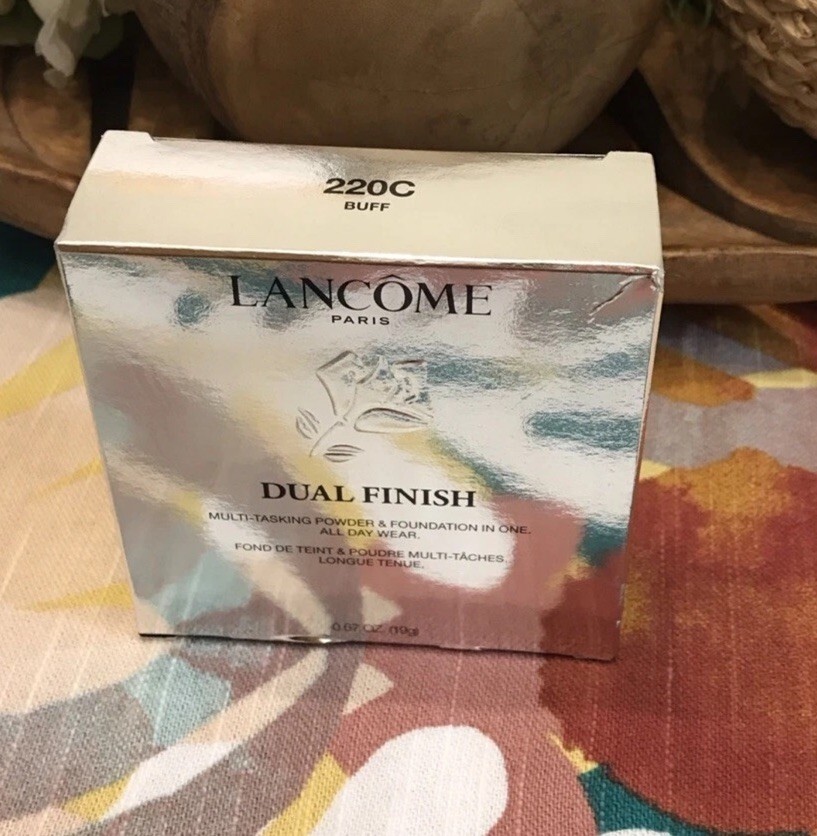 220C
BUFF
LANCÔME
PARIS
DUAL FINISH
MULTI-TASKING POWDER & FOUNDATION IN ONE.
ALL DAY WEAR.
FOND DE TEINT & POUDRE MULTI-TÂCHES.
LONGUE TENUE.
0.67 OZ. (19g)